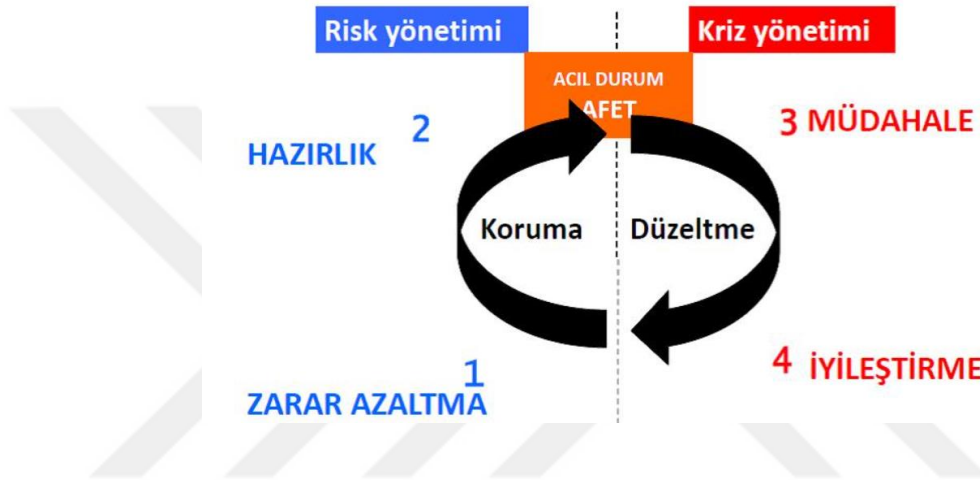 Risk yönetimi
Kriz yönetimi
ACIL DURUM
AFET
2
HAZIRLIK
3 MÜDAHALE
Koruma
Düzeltme
1
ZARAR AZALTMA
4 İYİLEŞTİRME